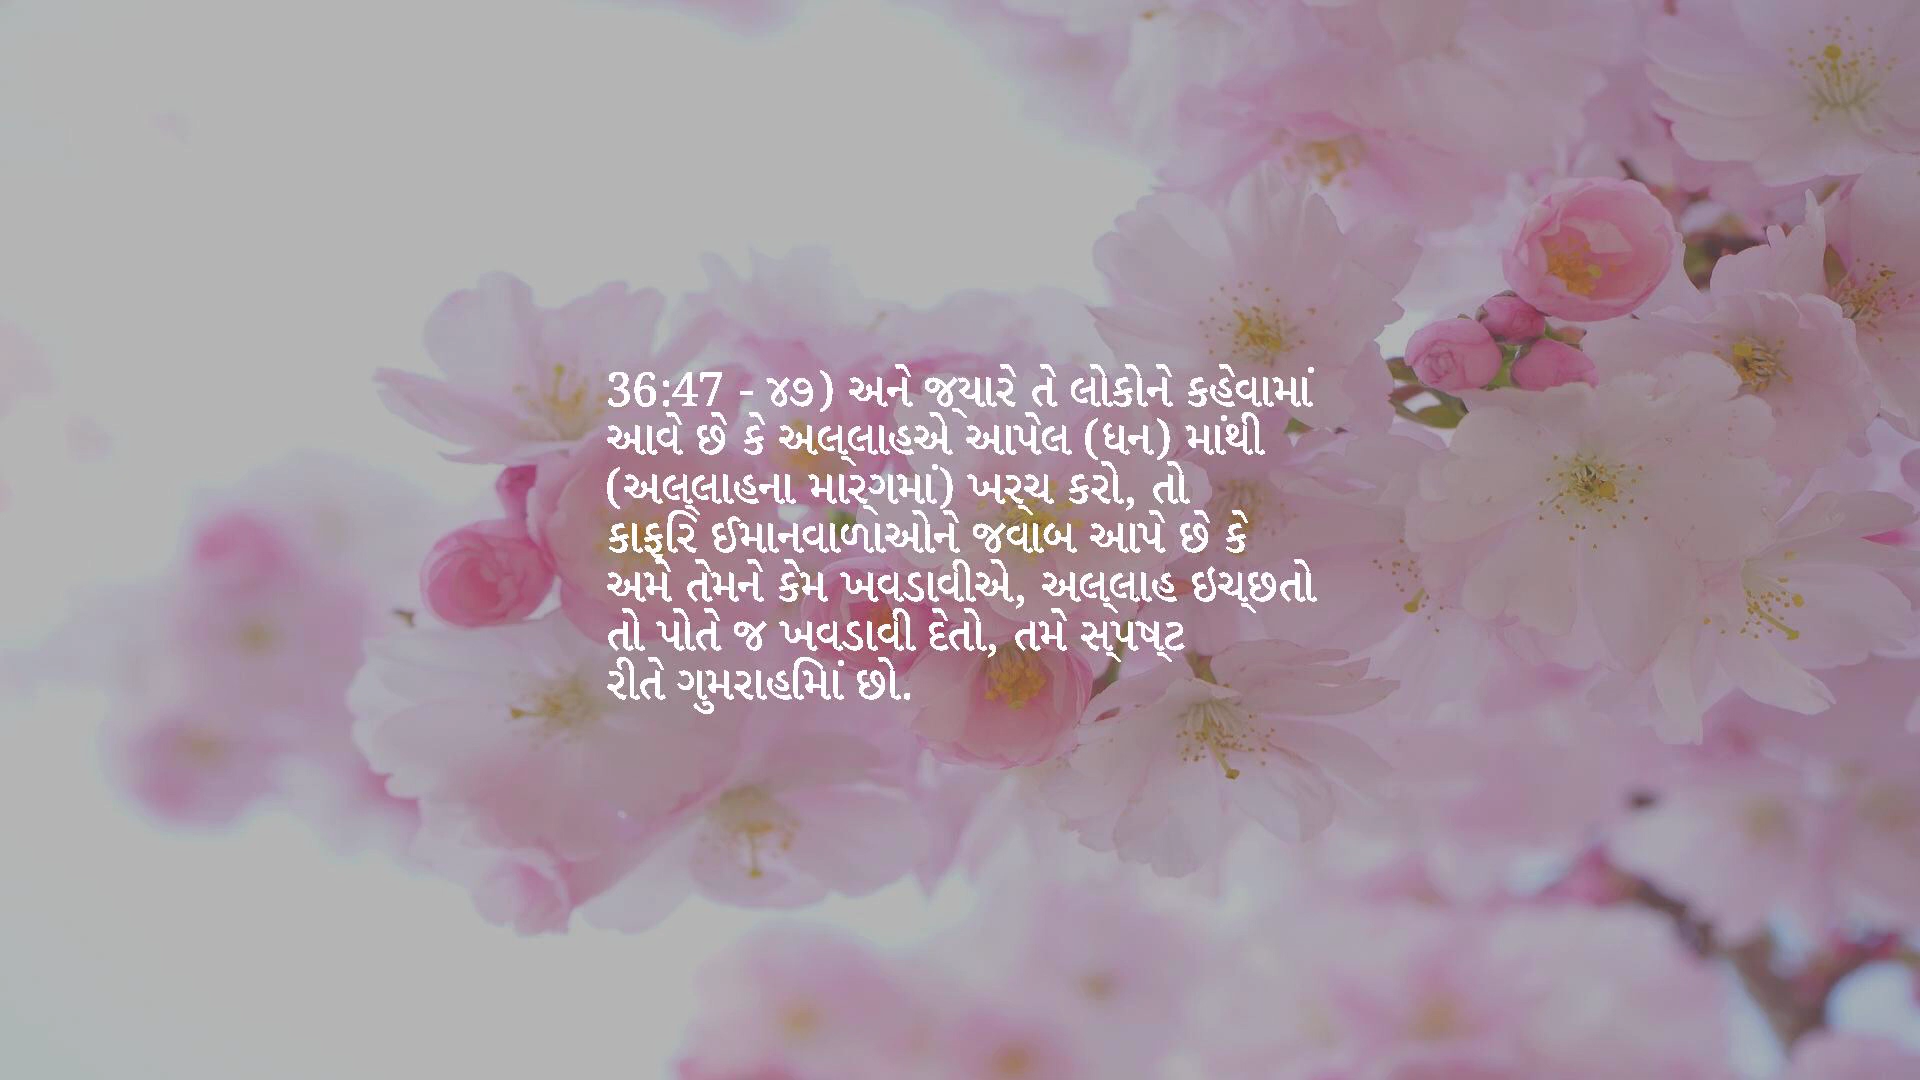 36:47 - ૪૭) અને જ્યારે તે લોકોને કહેવામાં
આવે છે કે અલ્લાહએ આપેલ (ધન) માંથી
(અલ્લાહના માર્ગમાં) ખર્ચ કરો, તો
કાફિર ઈમાનવાળાઓને જવાબ આપે છે કે
અમે તેમને કેમ ખવડાવીએ, અલ્લાહ ઇચ્છતો
તો પોતે જ ખવડાવી દેતો, તમે સ્પષ્ટ
રીતે ગુમરાહિમાં છો.